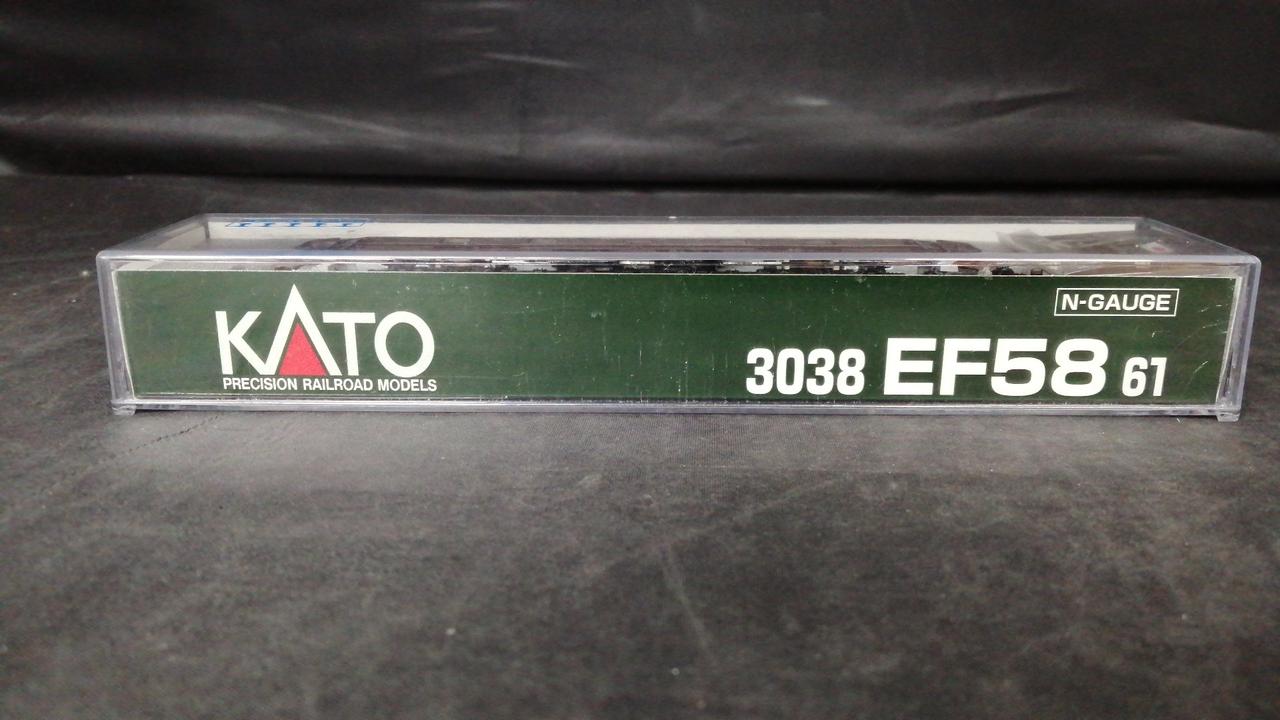 N-GAUGE
KATO
PRECISION RAILROAD MODELS
3038 EF58 61